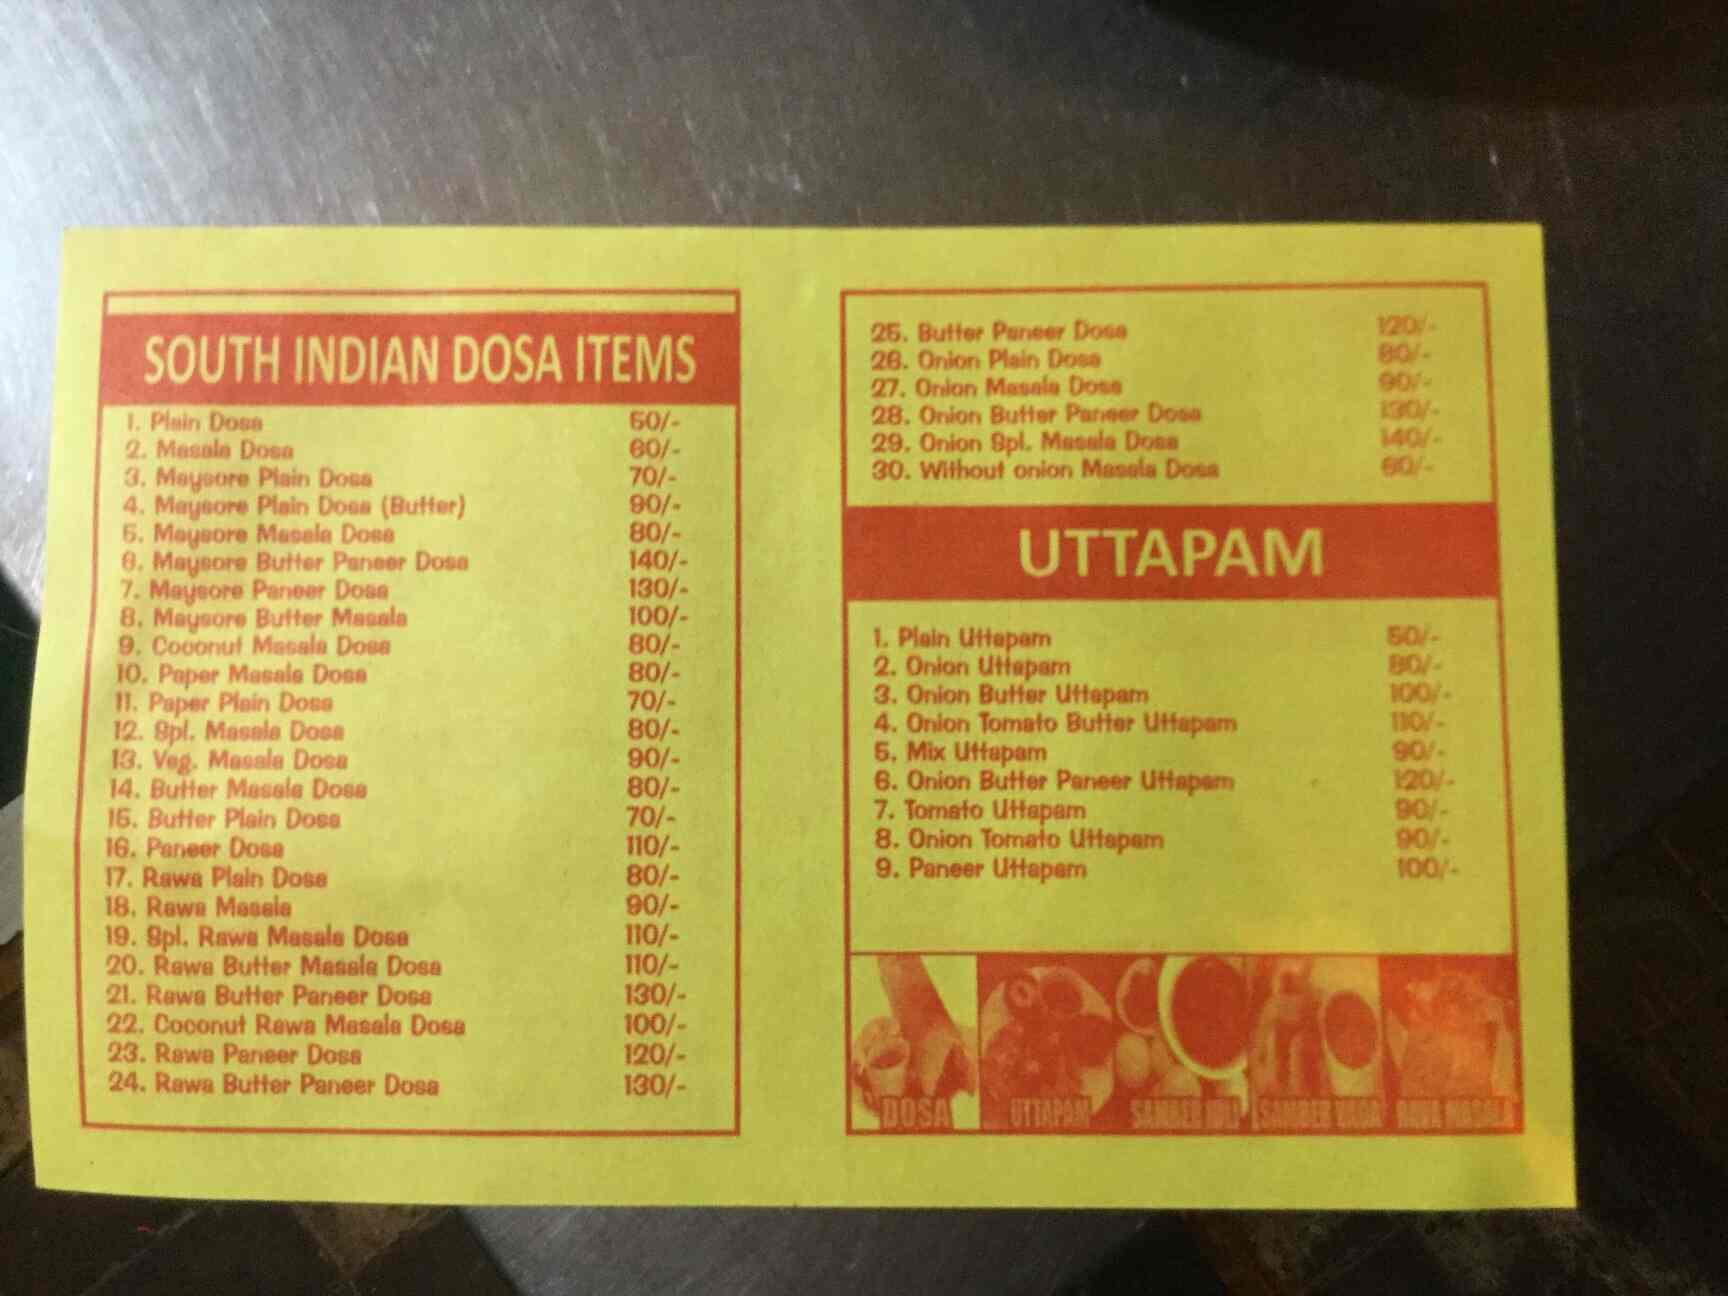 SOUTH INDIAN DOSA ITEMS
1. Plain Dosa 50/-
2. Masala Dosa 60/-
3. Maysore Plain Dosa 70/-
4. Maysore Plain Dosa (Butter) 90/-
5. Maysore Masala Dosa 80/-
6. Maysore Butter Paneer Dosa 140/-
7. Maysore Paneer Dosa 130/-
8. Maysore Butter Masala 100/-
9. Coconut Masala Dosa 80/-
10. Paper Masala Dosa 80/-
11. Paper Plain Dosa 70/-
12. Spl. Masala Dosa 80/-
13. Veg. Masala Dosa 90/-
14. Butter Masala Dosa 80/-
15. Butter Plain Dosa 70/-
16. Paneer Dosa 110/-
17. Rawa Plain Dosa 80/-
18. Rawa Masala 90/-
19. Spl. Rawa Masala Dosa 110/-
20. Rawa Butter Masala Dosa 110/-
21. Rawa Butter Paneer Dosa 130/-
22. Coconut Rawa Masala Dosa 100/-
23. Rawa Paneer Dosa 120/-
24. Rawa Butter Paneer Dosa 130/-
25. Butter Paneer Dosa 120/-
26. Onion Plain Dosa 80/-
27. Onion Masala Dosa 90/-
28. Onion Butter Paneer Dosa 130/-
29. Onion Spl. Masala Dosa 140/-
30. Without onion Masala Dosa
UTTAPAM
1. Plain Uttapam
2. Onion Uttapam 80/-
3. Onion Butter Uttapam 100/-
4. Onion Tomato Butter Uttapam 110/-
5. Mix Uttapam 90/-
6. Onion Butter Paneer Uttapam 120/-
7. Tomato Uttapam 90/-
8. Onion Tomato Uttapam 90/-
9. Paneer Uttapam 100/-
DOSA UTTAPAM SAMBER IDLI SAMBER VADA RAVA MASALA